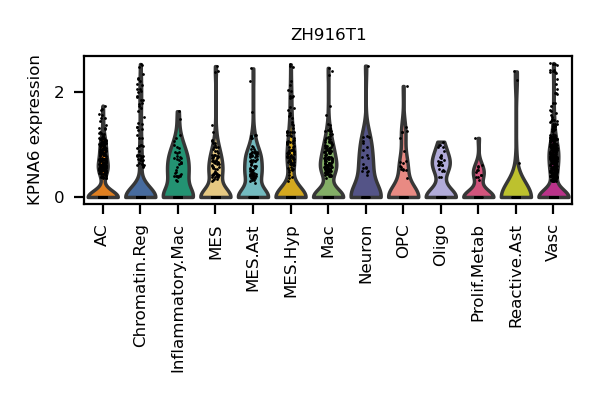 ZH916T1
KPNA6 expression
2
0
AC
Chromatin.Reg
Inflammatory.Mac
MES
MES.Ast
MES.Hyp
Mac
Neuron
OPC
Oligo
Prolif.Metab
Reactive.Ast
Vasc